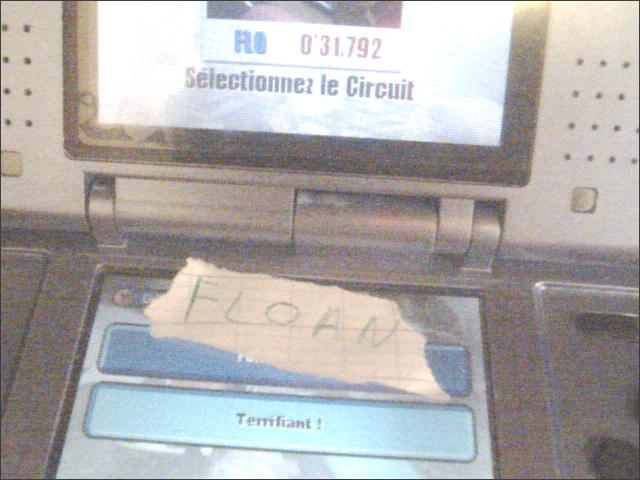 FLO 0'31.792
Sélectionnez le Circuit
FLOAN
Terrifiant !